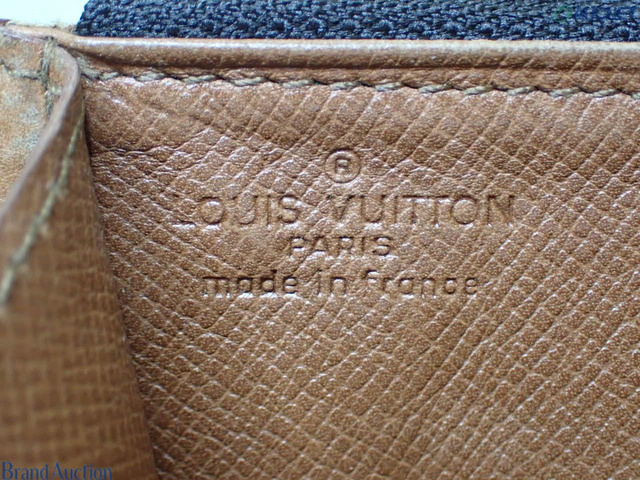 ®
LOUIS VUITTON
PARIS
made in france
Brand Auction